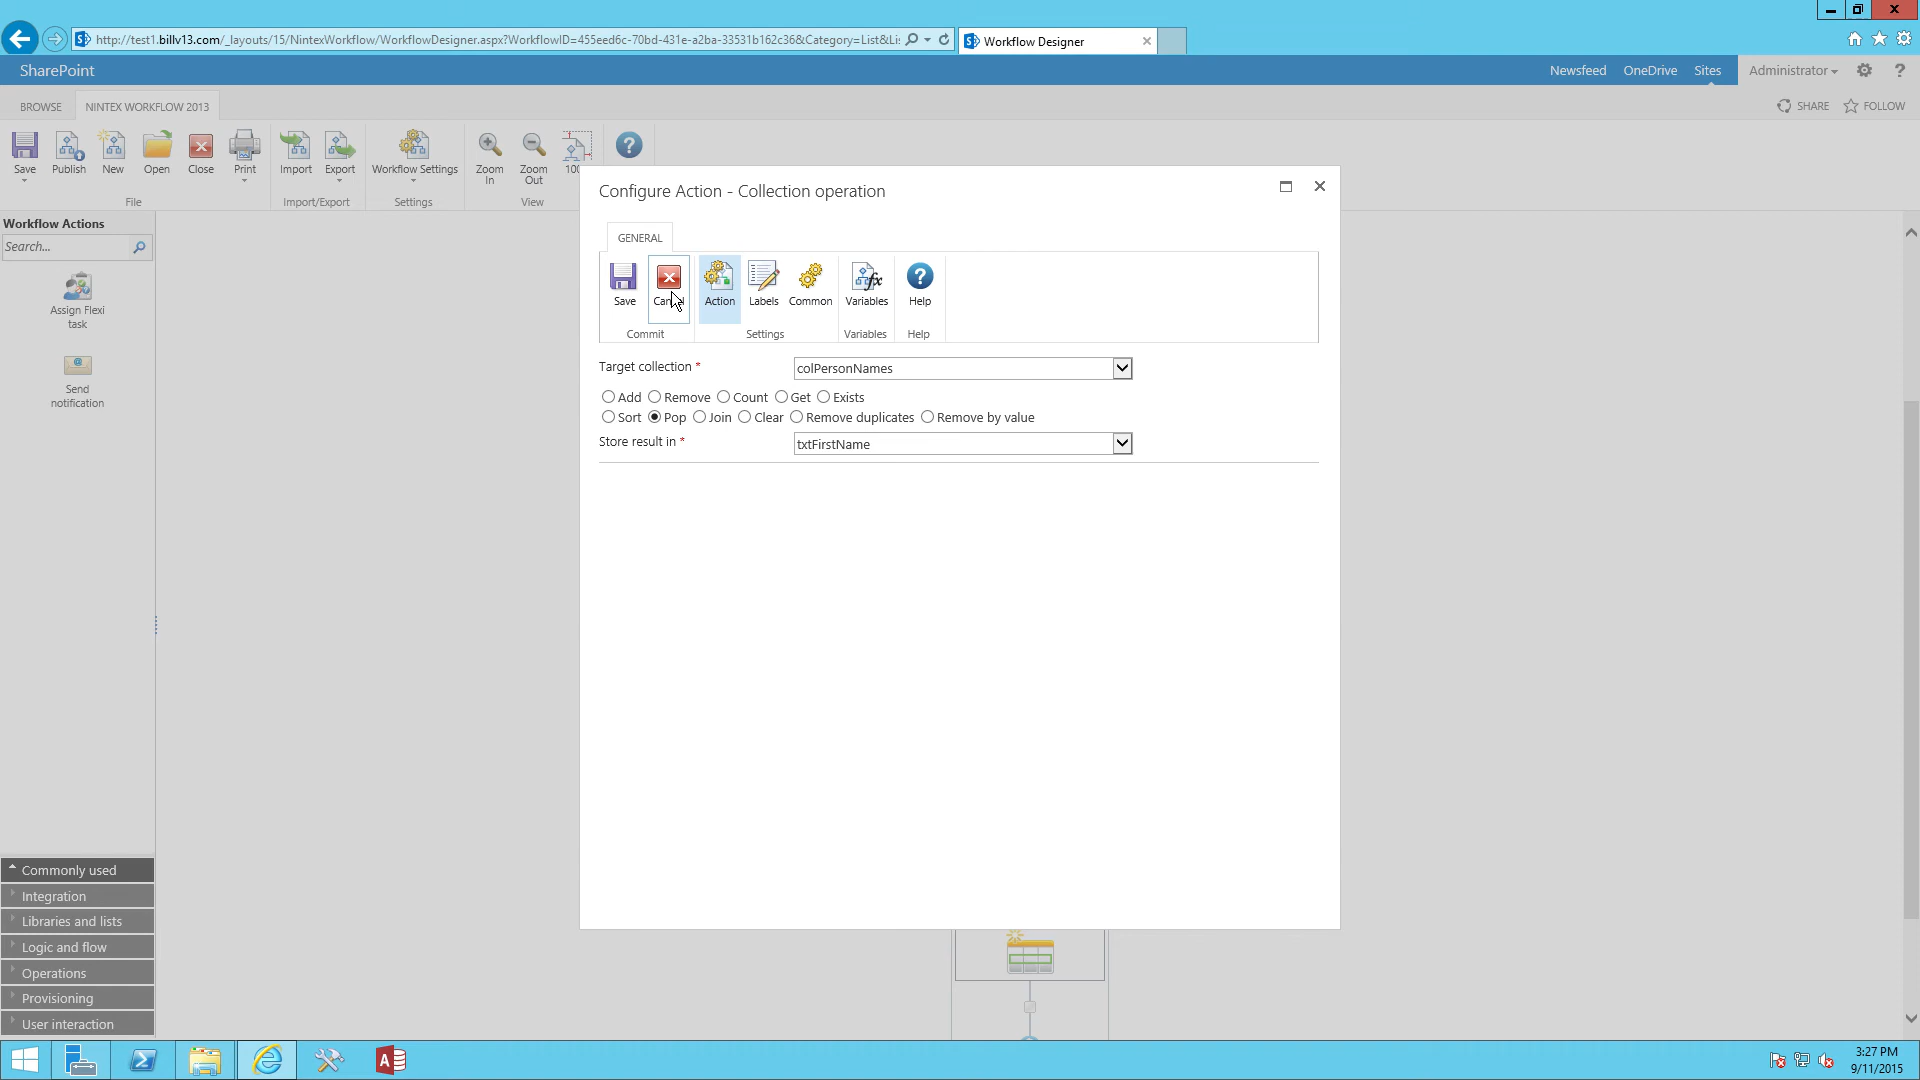 http://test1.billv13.com/_layouts/15/NintexWorkflow/WorkflowDesigner.aspx?WorkflowID=455eed6c-70bd-431e-a2ba-33531b162c36&Category=List&Li
Workflow Designer
SharePoint
Newsfeed OneDrive Sites Administrator ?
BROWSE NINTEX WORKFLOW 2013
SHARE FOLLOW
Save Publish New Open Close Print Import Export Workflow Settings Zoom In Zoom Out
File Import/Export Settings View
Workflow Actions
Search...
Assign Flexi task
Send notification
Commonly used
Integration
Libraries and lists
Logic and flow
Operations
Provisioning
User interaction
Configure Action - Collection operation
GENERAL
Save Cancel Action Labels Common Variables Help
Commit Settings Variables Help
Target collection * colPersonNames
Add Remove Count Get Exists
Sort Pop Join Clear Remove duplicates Remove by value
Store result in * txtFirstName
3:27 PM
9/11/2015